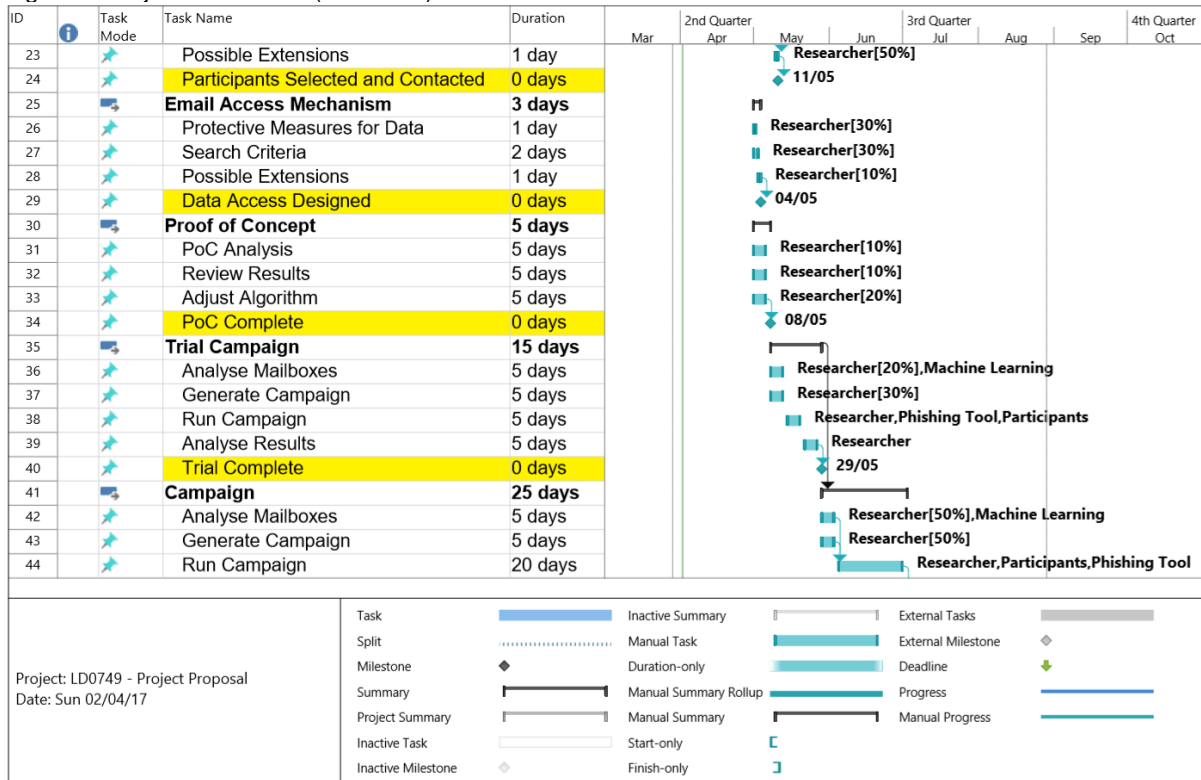 ID Task Mode Task Name Duration 2nd Quarter 3rd Quarter 4th Quarter
Mar Apr May Jun Jul Aug Sep Oct
23 Possible Extensions 1 day Researcher[50%]
24 Participants Selected and Contacted 0 days 11/05
25 Email Access Mechanism 3 days
26 Protective Measures for Data 1 day Researcher[30%]
27 Search Criteria 2 days Researcher[30%]
28 Possible Extensions 1 day Researcher[10%]
29 Data Access Designed 0 days 04/05
30 Proof of Concept 5 days
31 PoC Analysis 5 days Researcher[10%]
32 Review Results 5 days Researcher[10%]
33 Adjust Algorithm 5 days Researcher[20%]
34 PoC Complete 0 days 08/05
35 Trial Campaign 15 days
36 Analyse Mailboxes 5 days Researcher[20%],Machine Learning
37 Generate Campaign 5 days Researcher[30%]
38 Run Campaign 5 days Researcher,Phishing Tool,Participants
39 Analyse Results 5 days Researcher
40 Trial Complete 0 days 29/05
41 Campaign 25 days
42 Analyse Mailboxes 5 days Researcher[50%],Machine Learning
43 Generate Campaign 5 days Researcher[50%]
44 Run Campaign 20 days Researcher,Participants,Phishing Tool
Project: LD0749 - Project Proposal
Date: Sun 02/04/17
Task Inactive Summary External Tasks
Split Manual Task External Milestone
Milestone Duration-only Deadline
Summary Manual Summary Rollup Progress
Project Summary Manual Summary Manual Progress
Inactive Task Start-only
Inactive Milestone Finish-only